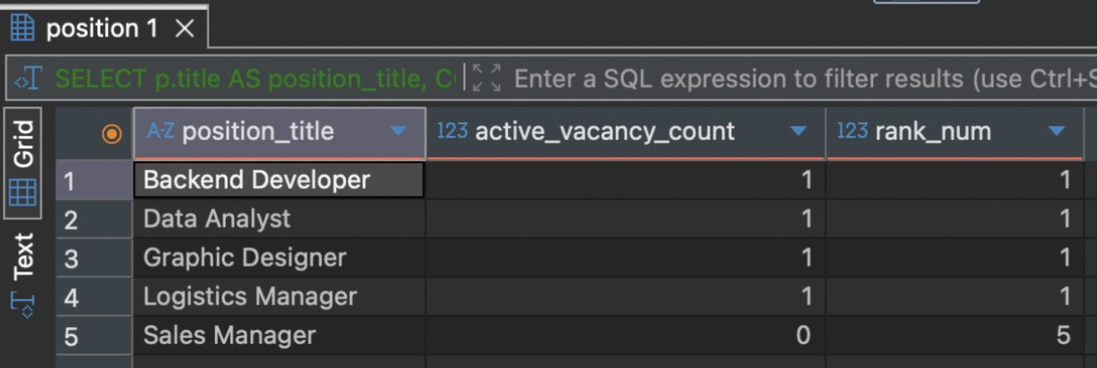 position 1
SELECT p.title AS position_title, C Enter a SQL expression to filter results (use Ctrl+S
Grid
Text
A-Z position_title 123 active_vacancy_count 123 rank_num
1 Backend Developer 1 1
2 Data Analyst 1 1
3 Graphic Designer 1 1
4 Logistics Manager 1 1
5 Sales Manager 0 5